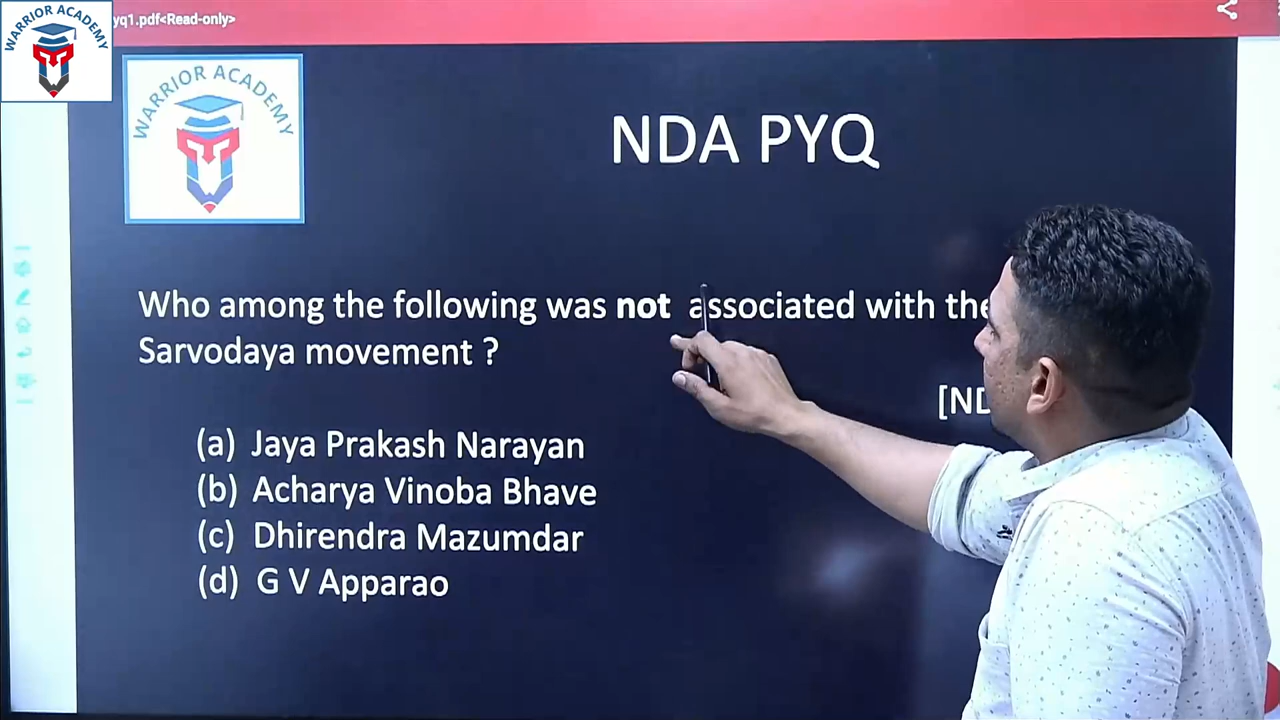 WARRIOR ACADEMY
yq1.pdf<Read-only>
WARRIOR ACADEMY
NDA PYQ
Who among the following was not associated with the
Sarvodaya movement ?
(a) Jaya Prakash Narayan
(b) Acharya Vinoba Bhave
(c) Dhirendra Mazumdar
(d) G V Apparao